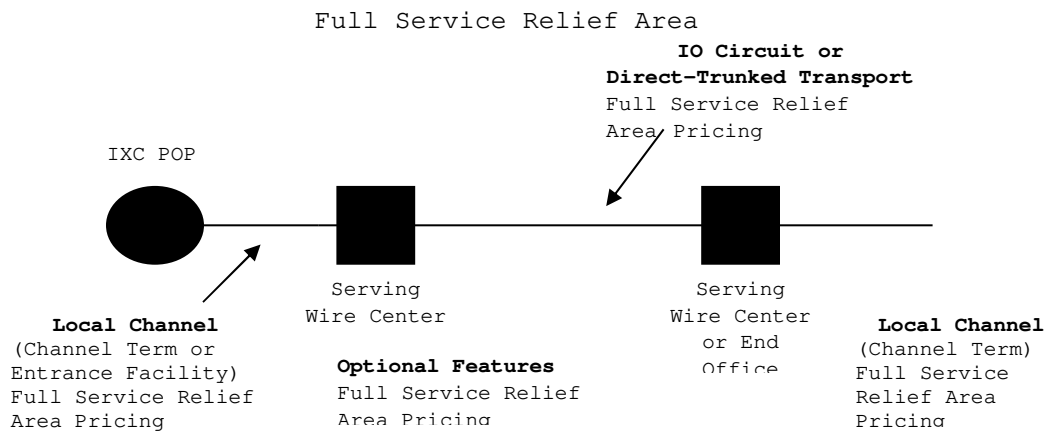 Full Service Relief Area
IO Circuit or
Direct-Trunked Transport
Full Service Relief
Area Pricing
IXC POP
Serving
Wire Center
Serving
Wire Center
or End
Office
Local Channel
(Channel Term or
Entrance Facility)
Full Service Relief
Area Pricing
Optional Features
Full Service Relief
Area Pricing
Local Channel
(Channel Term)
Full Service
Relief Area
Pricing